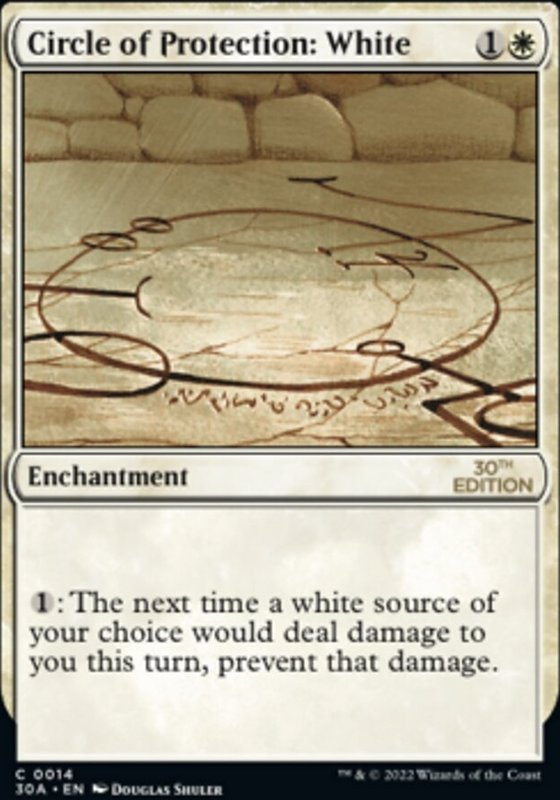 Circle of Protection: White 1
Enchantment
30TH
EDITION
1: The next time a white source of
your choice would deal damage to
you this turn, prevent that damage.
C 0014
30A • EN Douglas Shuler
™ & © 2022 Wizards of the Coast